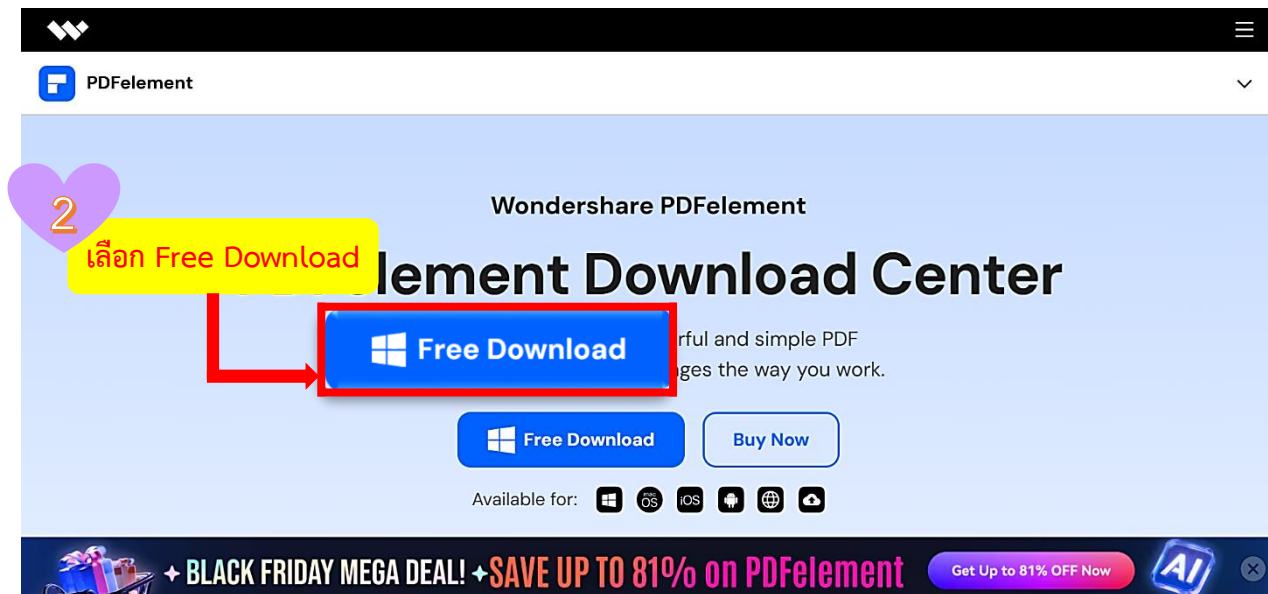 PDFelement
2
เลือก Free Download
Wondershare PDFelement
lement Download Center
Free Download
rful and simple PDF
ges the way you work.
Free Download
Buy Now
Available for:
mac OS
iOS
+ BLACK FRIDAY MEGA DEAL! + SAVE UP TO 81% on PDFelement
Get Up to 81% OFF Now
AI